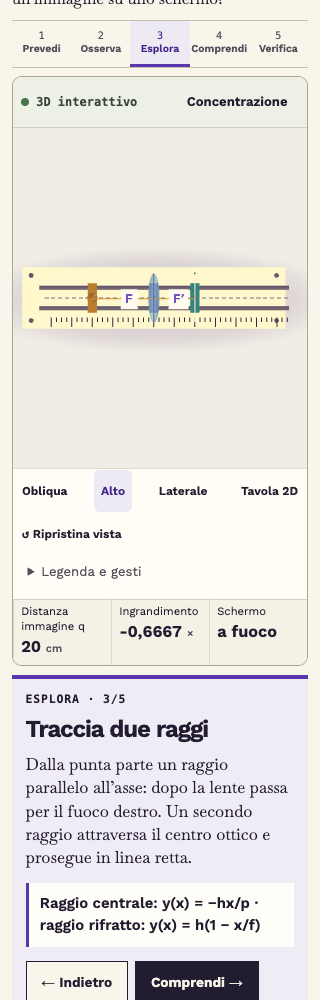 un'immagine su uno schermo?
1 2 3 4 5
Prevedi Osserva Esplora Comprendi Verifica
3D interattivo Concentrazione
F F′
Obliqua Alto Laterale Tavola 2D
↺ Ripristina vista
▶ Legenda e gesti
Distanza immagine q
20 cm
Ingrandimento
-0,6667 ×
Schermo
a fuoco
ESPLORA · 3/5
Traccia due raggi
Dalla punta parte un raggio
parallelo all’asse: dopo la lente passa
per il fuoco destro. Un secondo
raggio attraversa il centro ottico e
prosegue in linea retta.
Raggio centrale: y(x) = −hx/p ·
raggio rifratto: y(x) = h(1 − x/f)
← Indietro Comprendi →